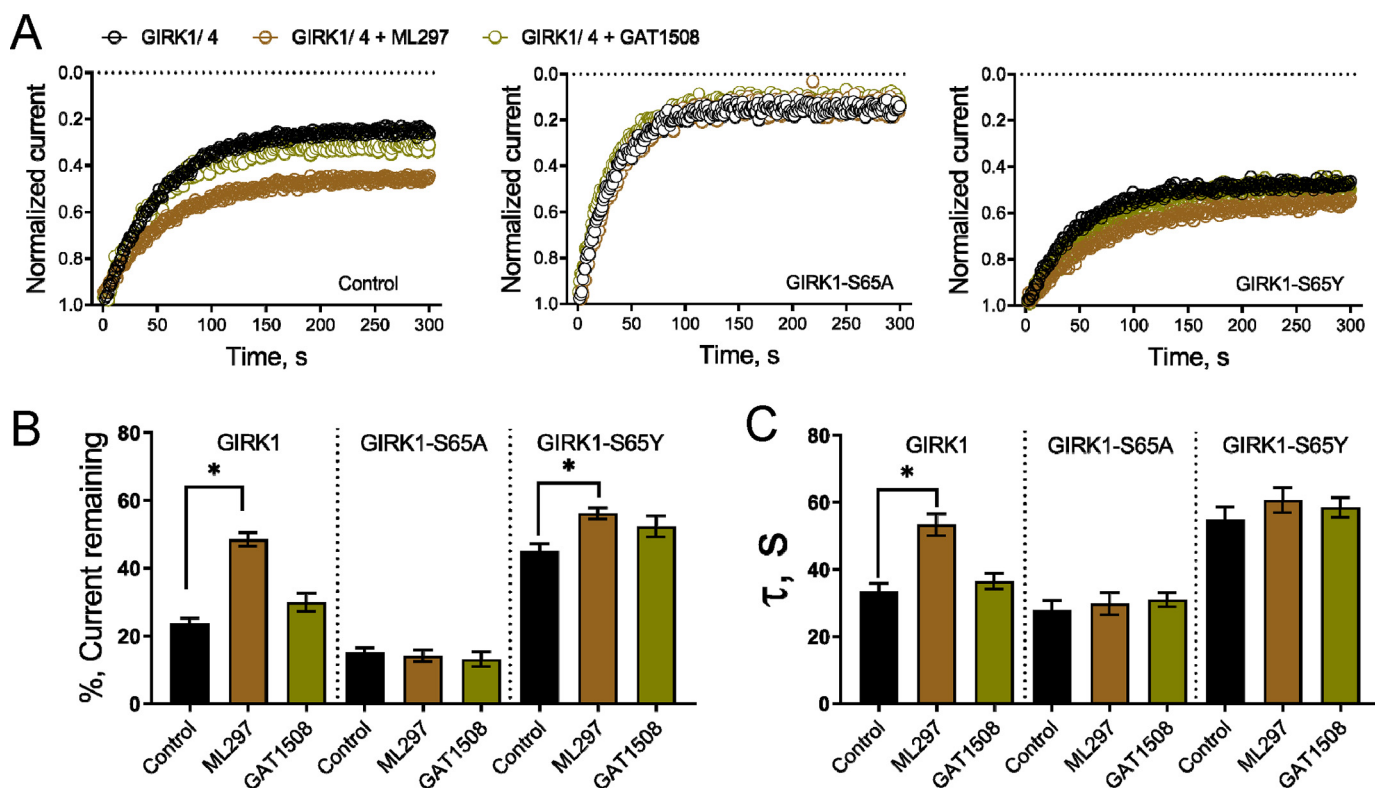 A
GIRK1/ 4
GIRK1/ 4 + ML297
GIRK1/ 4 + GAT1508
Normalized current
0.0
0.2
0.4
0.6
0.8
1.0
Control
0 50 100 150 200 250 300
Time, s
Normalized current
0.0
0.2
0.4
0.6
0.8
1.0
GIRK1-S65A
0 50 100 150 200 250 300
Time, s
Normalized current
0.0
0.2
0.4
0.6
0.8
1.0
GIRK1-S65Y
0 50 100 150 200 250 300
Time, s
B
%, Current remaining
80
60
40
20
0
GIRK1 GIRK1-S65A GIRK1-S65Y
* *
Control ML297 GAT1508 Control ML297 GAT1508 Control ML297 GAT1508
C
τ, s
80
60
40
20
0
GIRK1 GIRK1-S65A GIRK1-S65Y
*
Control ML297 GAT1508 Control ML297 GAT1508 Control ML297 GAT1508